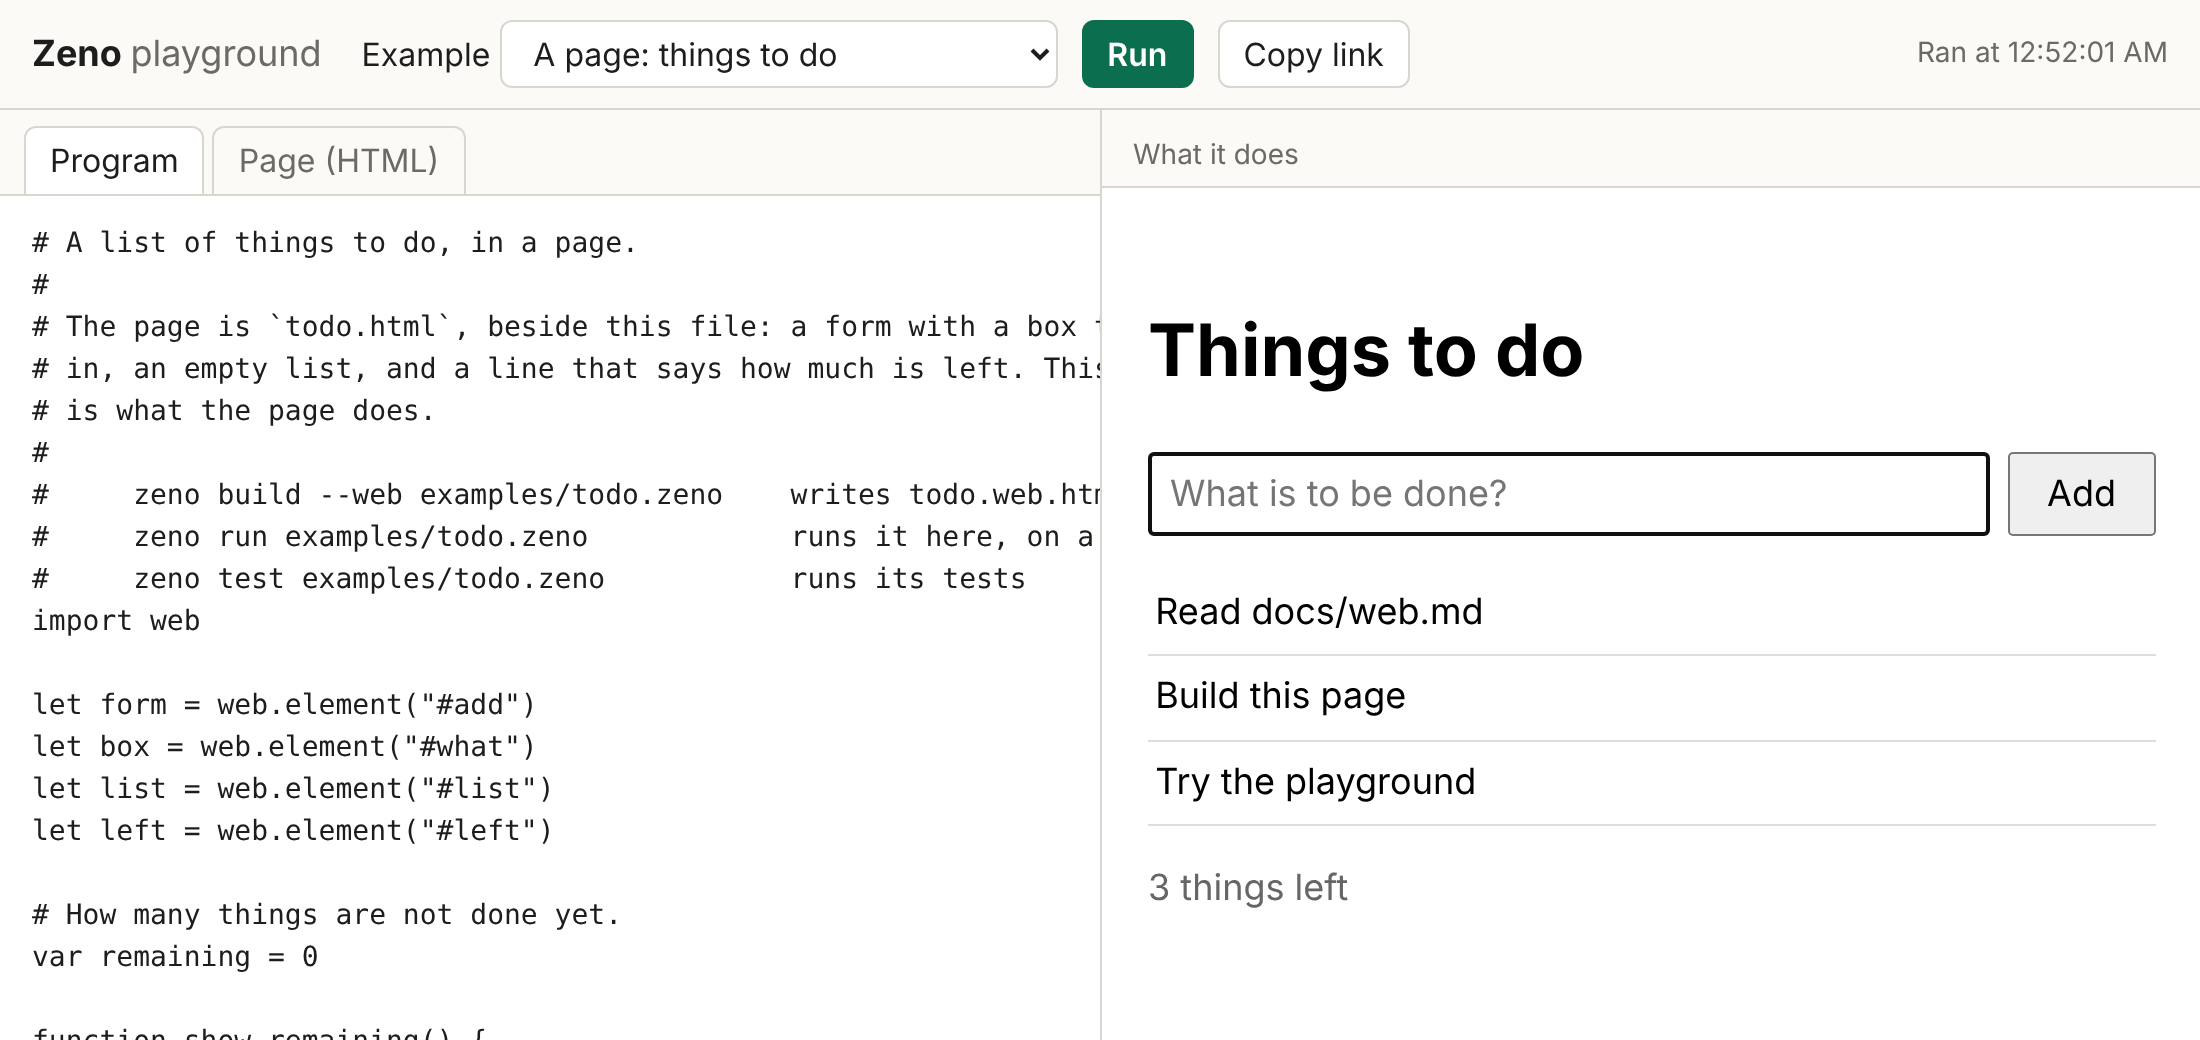 Zeno playground Example A page: things to do Run Copy link Ran at 12:52:01 AM
Program Page (HTML)
# A list of things to do, in a page.
#
# The page is `todo.html`, beside this file: a form with a box
# in, an empty list, and a line that says how much is left. This
# is what the page does.
#
#     zeno build --web examples/todo.zeno    writes todo.web.htm
#     zeno run examples/todo.zeno            runs it here, on a
#     zeno test examples/todo.zeno           runs its tests
import web
let form = web.element("#add")
let box = web.element("#what")
let list = web.element("#list")
let left = web.element("#left")
# How many things are not done yet.
var remaining = 0
function show_remaining() {
What it does
Things to do
What is to be done? Add
Read docs/web.md
Build this page
Try the playground
3 things left